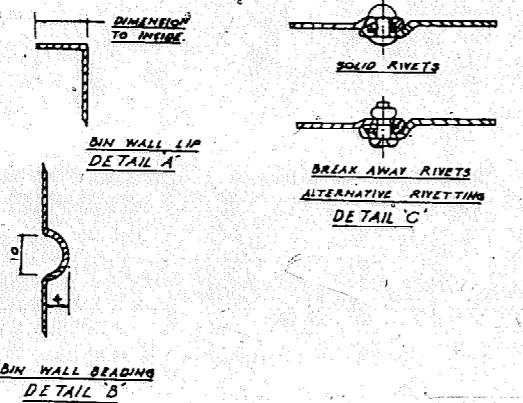 DIMENSION
TO INSIDE.
BIN WALL LIP
DETAIL 'A'
10
4
BIN WALL BEADING
DETAIL 'B'
SOLID RIVETS
BREAK AWAY RIVETS
ALTERNATIVE RIVETTING
DETAIL 'C'